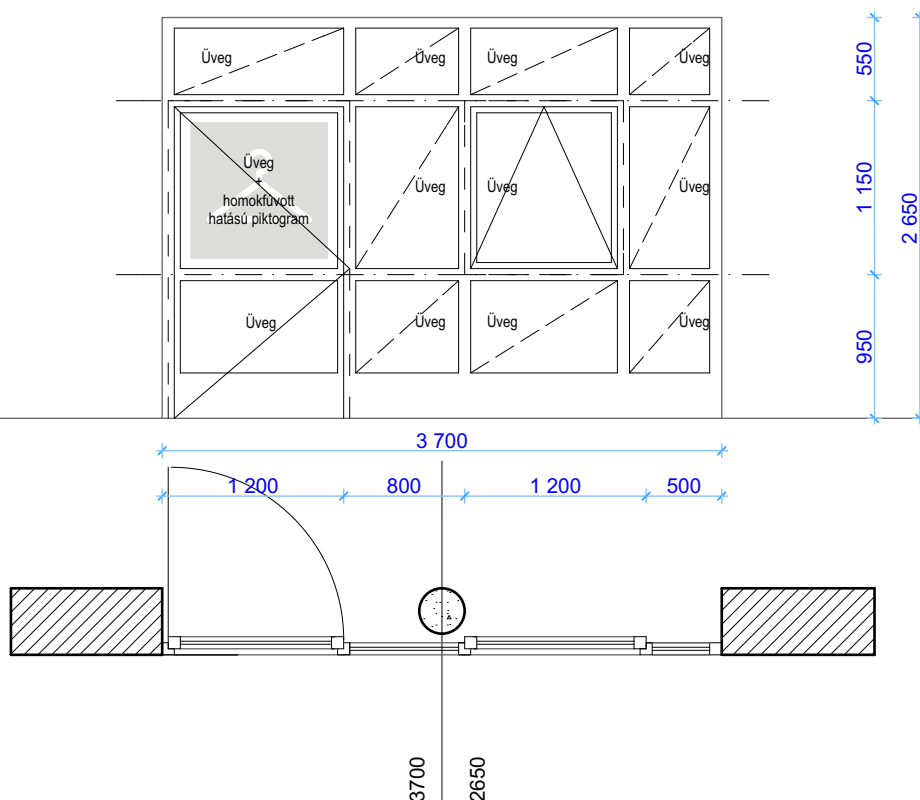 Üveg
Üveg
Üveg
Üveg
550
Üveg
+
homokfúvott
hatású piktogram
Üveg
Üveg
Üveg
1 150
2 650
Üveg
Üveg
Üveg
Üveg
950
3 700
1 200
800
1 200
500
3700
2650